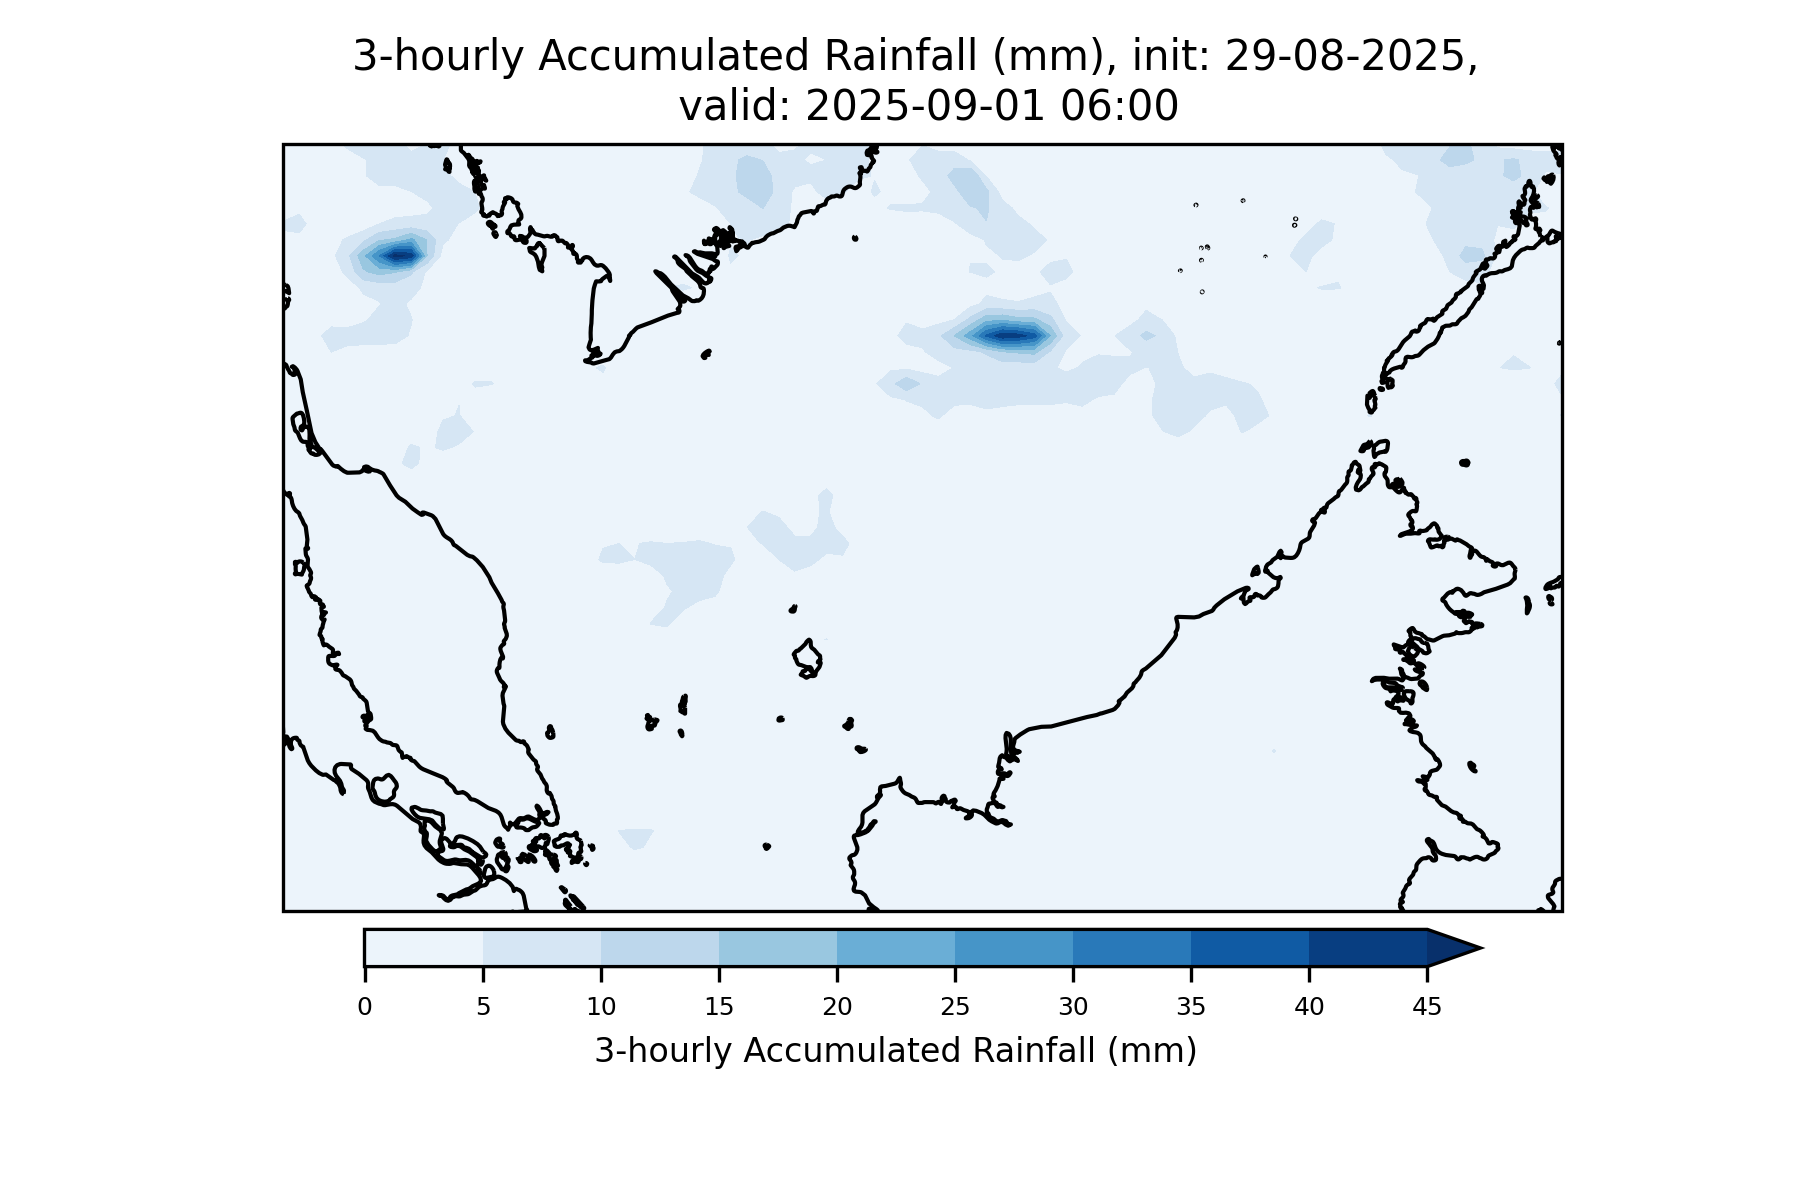 3-hourly Accumulated Rainfall (mm), init: 29-08-2025,
valid: 2025-09-01 06:00
0 5 10 15 20 25 30 35 40 45
3-hourly Accumulated Rainfall (mm)